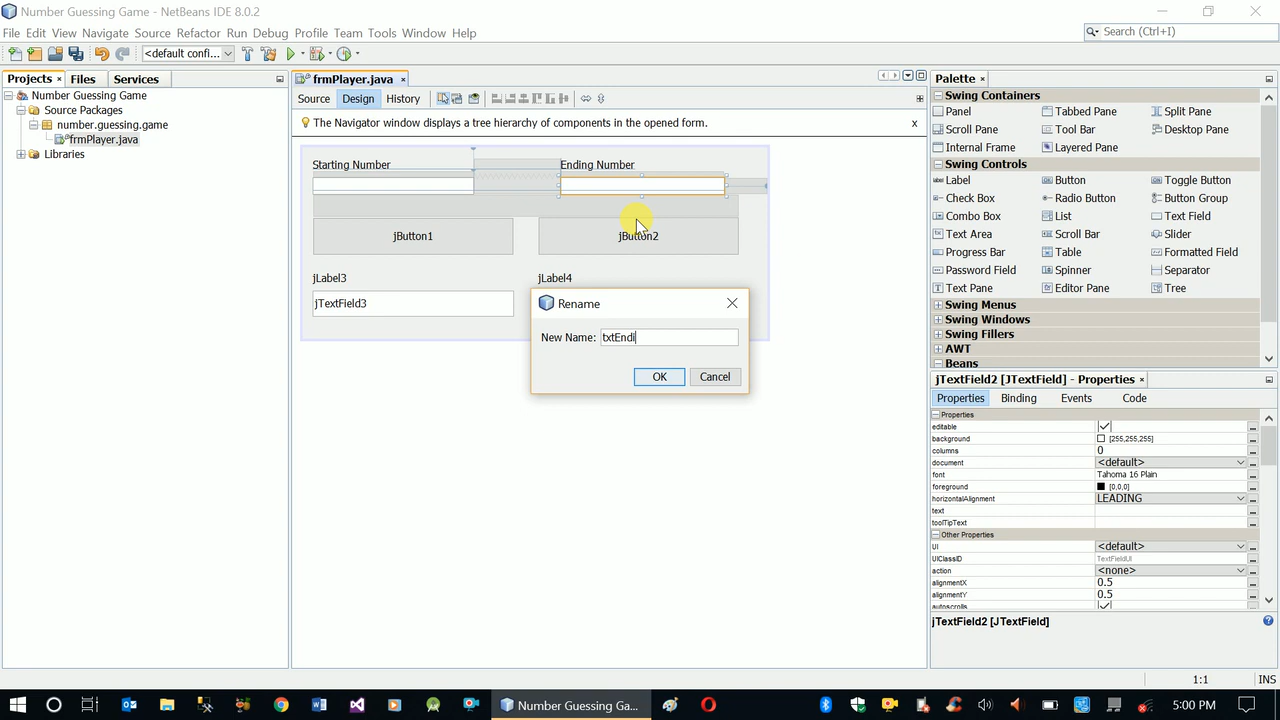 Number Guessing Game - NetBeans IDE 8.0.2
File Edit View Navigate Source Refactor Run Debug Profile Team Tools Window Help
Search (Ctrl+I)
<default confi...
Projects Files Services
Number Guessing Game
Source Packages
number.guessing.game
frmPlayer.java
Libraries
frmPlayer.java
Source Design History
The Navigator window displays a tree hierarchy of components in the opened form.
x
Starting Number Ending Number
jButton1 jButton2
jLabel3 jLabel4
jTextField3
Rename
New Name: txtEndi
OK Cancel
Palette
Swing Containers
Panel Tabbed Pane Split Pane
Scroll Pane Tool Bar Desktop Pane
Internal Frame Layered Pane
Swing Controls
Label Button Toggle Button
Check Box Radio Button Button Group
Combo Box List Text Field
Text Area Scroll Bar Slider
Progress Bar Table Formatted Field
Password Field Spinner Separator
Text Pane Editor Pane Tree
Swing Menus
Swing Windows
Swing Fillers
AWT
Beans
jTextField2 [JTextField] - Properties
Properties Binding Events Code
Properties
editable
background [255,255,255]
columns 0
document <default>
font Tahoma 16 Plain
foreground [0,0,0]
horizontalAlignment LEADING
text
toolTipText
Other Properties
UI <default>
UIClassID TextFieldUI
action <none>
alignmentX 0.5
alignmentY 0.5
autoscrolls
jTextField2 [JTextField]
1:1 INS
Number Guessing Ga...
5:00 PM